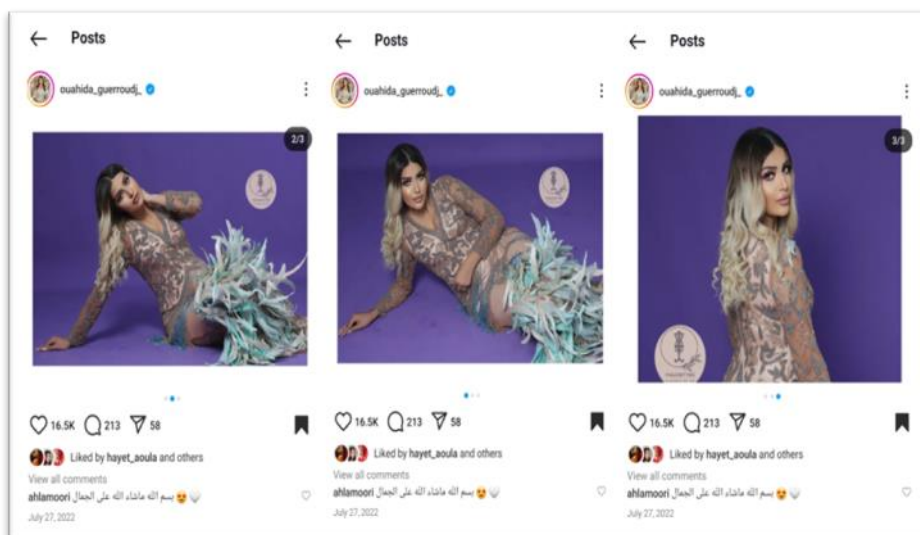 Posts
ouahida_guerroudj_
2/3
16.5K 213 58
Liked by hayet_aoula and others
View all comments
ahlamoori بسم الله ماشاء الله على الجمال 😍🤍
July 27, 2022
Posts
ouahida_guerroudj_
16.5K 213 58
Liked by hayet_aoula and others
View all comments
ahlamoori بسم الله ماشاء الله على الجمال 😍🤍
July 27, 2022
Posts
ouahida_guerroudj_
3/3
16.5K 213 58
Liked by hayet_aoula and others
View all comments
ahlamoori بسم الله ماشاء الله على الجمال 😍🤍
July 27, 2022